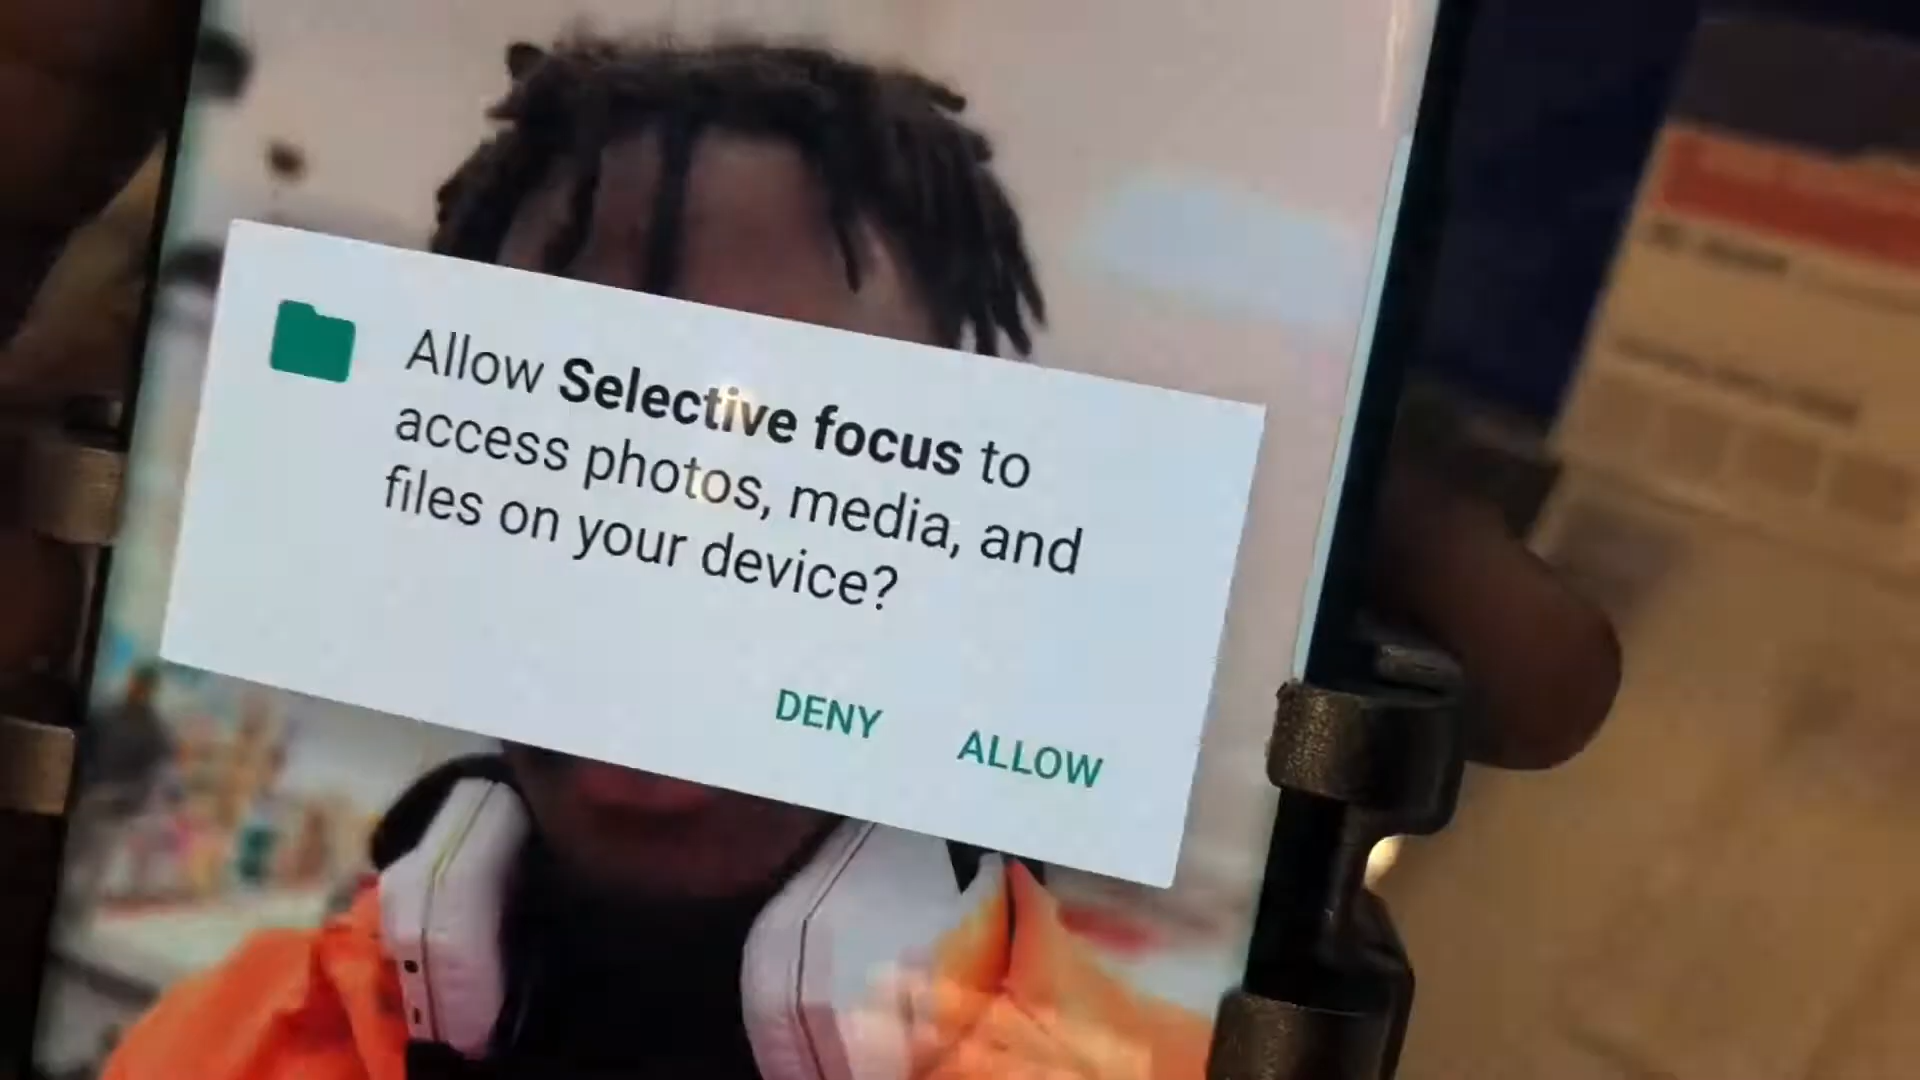 Allow Selective focus to
access photos, media, and
files on your device?
DENY ALLOW